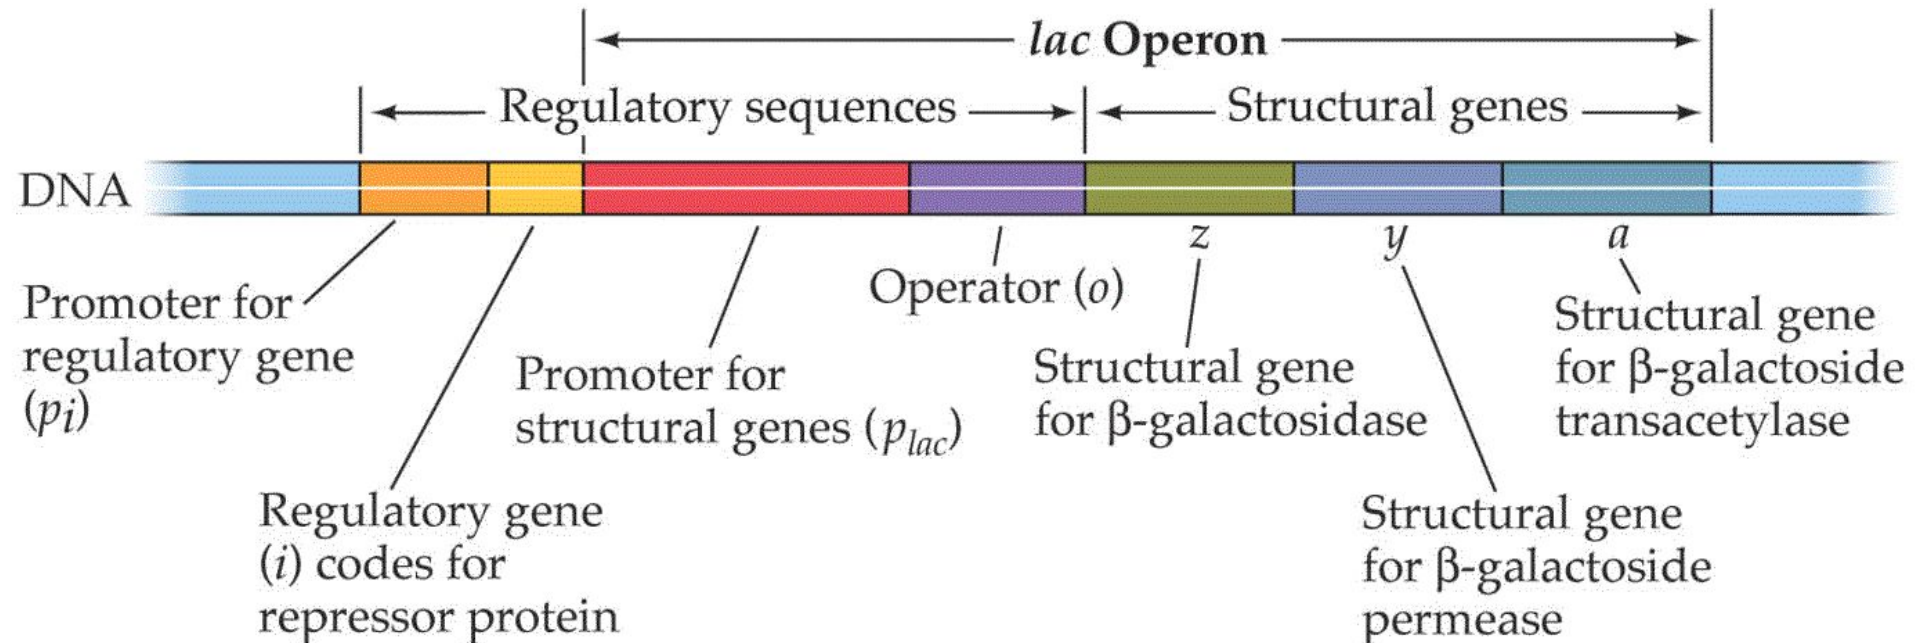 lac Operon
Regulatory sequences
Structural genes
DNA
z
y
a
Promoter for
regulatory gene
(pi)
Regulatory gene
(i) codes for
repressor protein
Promoter for
structural genes (plac)
Operator (o)
Structural gene
for β-galactosidase
Structural gene
for β-galactoside
permease
Structural gene
for β-galactoside
transacetylase